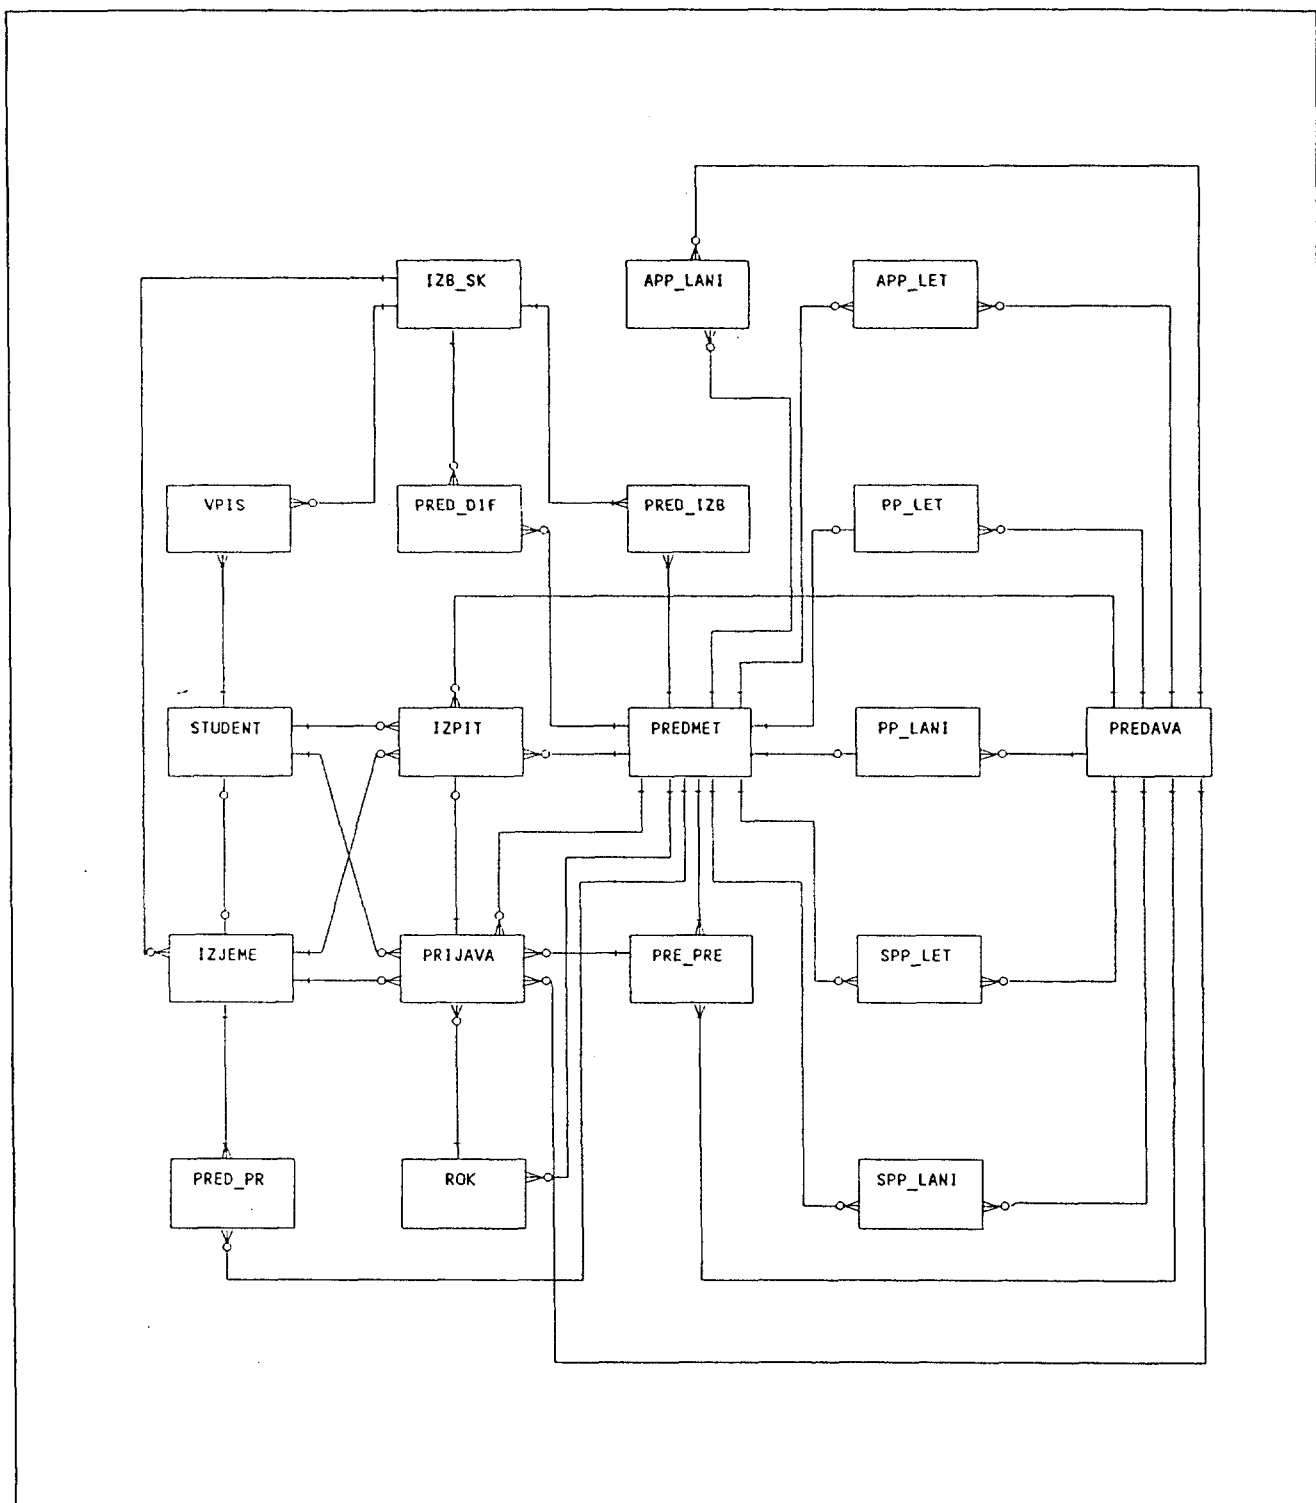 IZB_SK
APP_LANI
APP_LET
VPIS
PRED_DIF
PRED_IZB
PP_LET
STUDENT
IZPIT
PREDMET
PP_LANI
PREDAVA
IZJEME
PRIJAVA
PRE_PRE
SPP_LET
PRED_PR
ROK
SPP_LANI